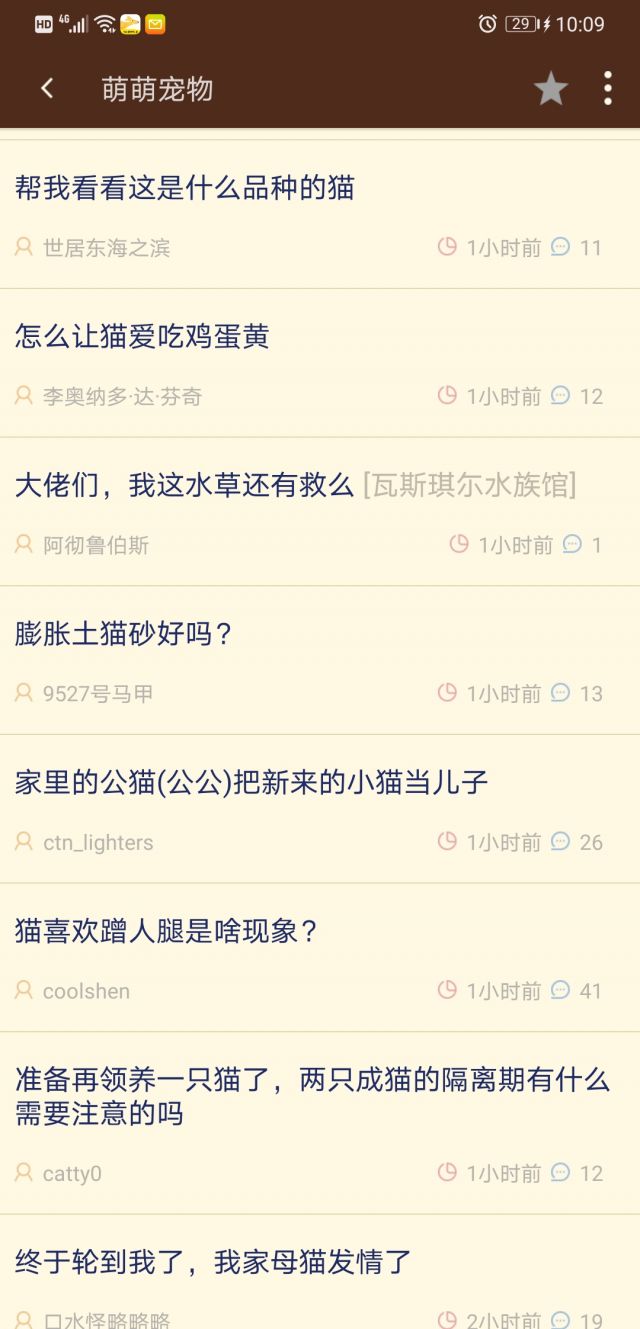 HD 4G 29 10:09
萌萌宠物
帮我看看这是什么品种的猫
世居东海之滨 1小时前 11
怎么让猫爱吃鸡蛋黄
李奥纳多·达·芬奇 1小时前 12
大佬们，我这水草还有救么 [瓦斯琪尓水族馆]
阿彻鲁伯斯 1小时前 1
膨胀土猫砂好吗？
9527号马甲 1小时前 13
家里的公猫(公公)把新来的小猫当儿子
ctn_lighters 1小时前 26
猫喜欢蹭人腿是啥现象？
coolshen 1小时前 41
准备再领养一只猫了，两只成猫的隔离期有什么
需要注意的吗
catty0 1小时前 12
终于轮到我了，我家母猫发情了
口水怪略略略 2小时前 19